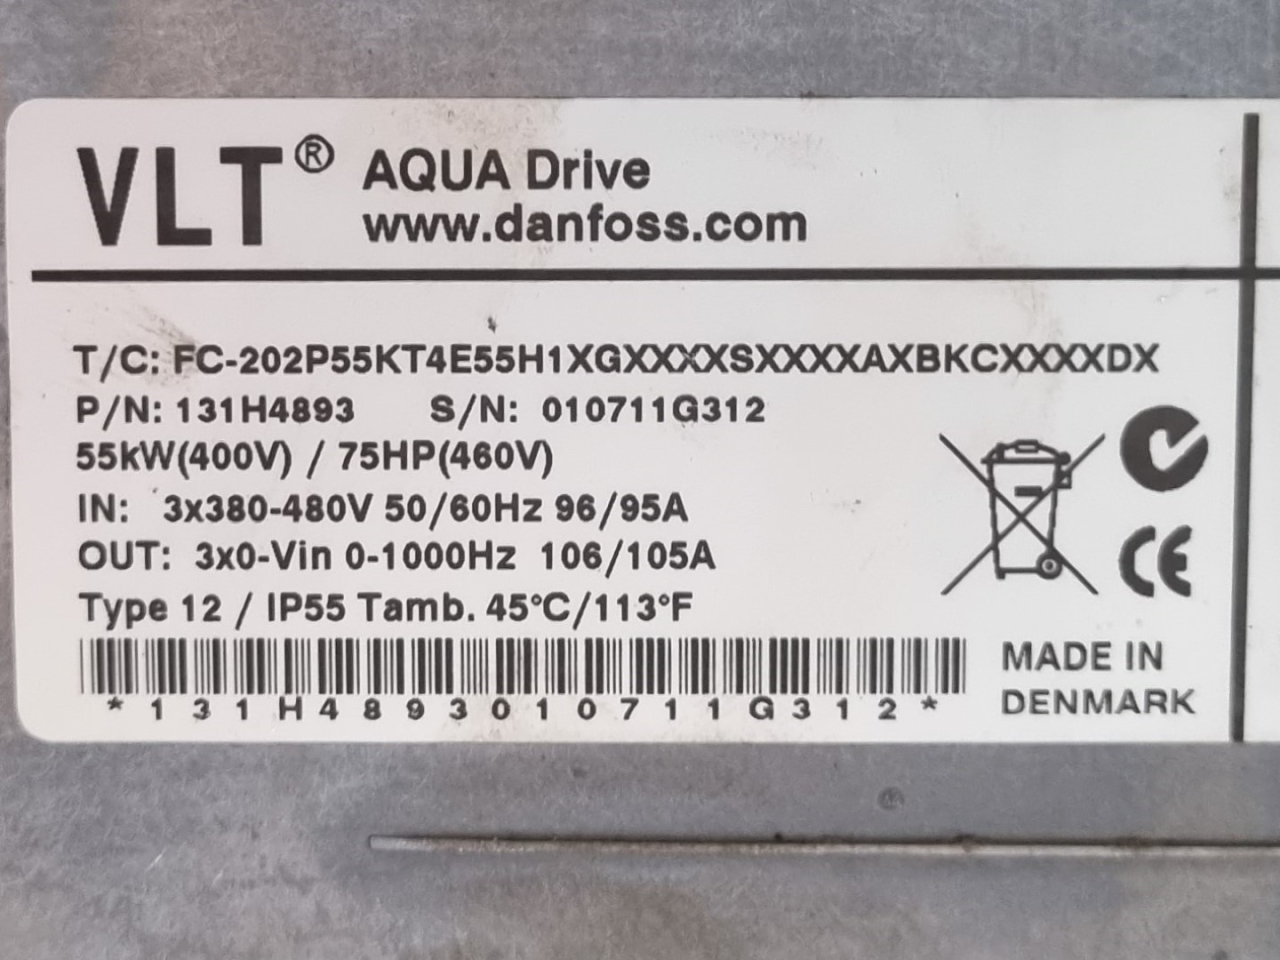 VLT® AQUA Drive
www.danfoss.com
T/C: FC-202P55KT4E55H1XGXXXXSXXXXAXBKCXXXXDX
P/N: 131H4893 S/N: 010711G312
55kW(400V) / 75HP(460V)
IN: 3x380-480V 50/60Hz 96/95A
OUT: 3x0-Vin 0-1000Hz 106/105A
Type 12 / IP55 Tamb. 45°C/113°F
*131H4893010711G312*
CE
MADE IN
DENMARK